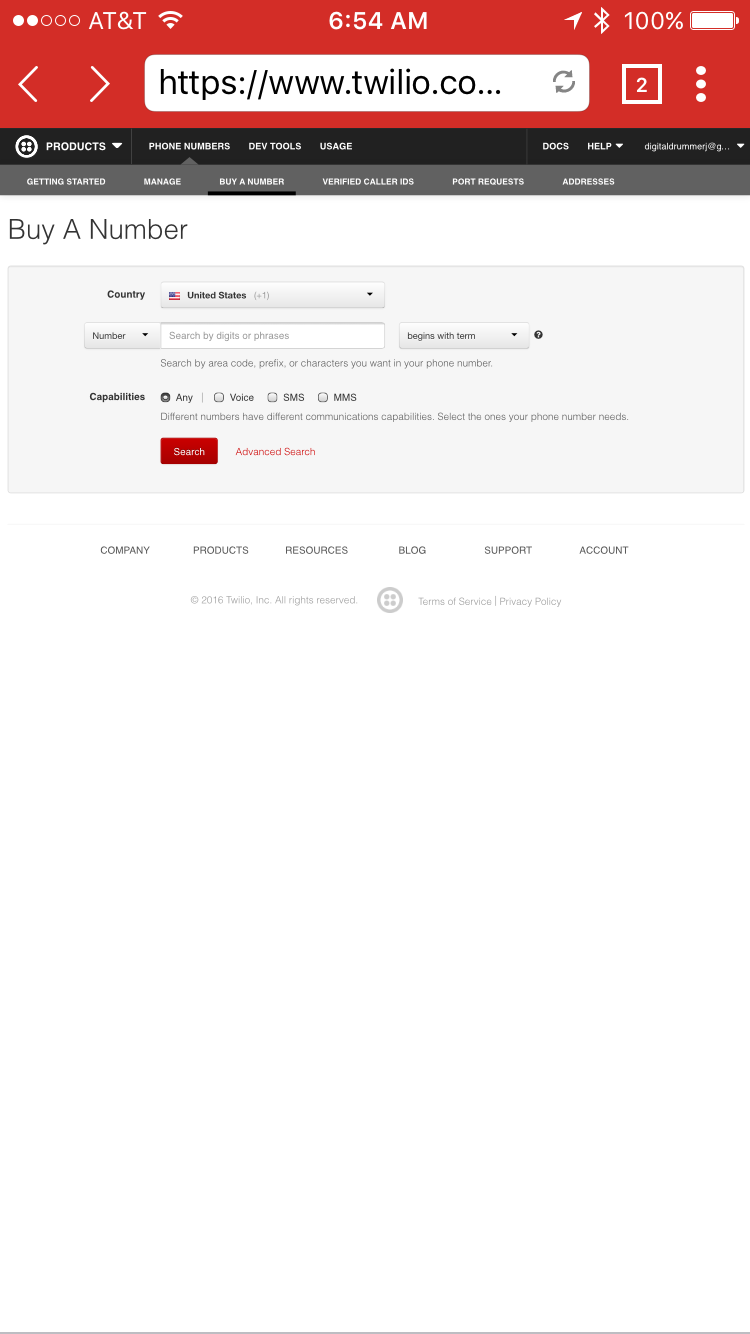 AT&T 6:54 AM 100%
https://www.twilio.co... 2
PRODUCTS PHONE NUMBERS DEV TOOLS USAGE DOCS HELP digitaldrummerj@g...
GETTING STARTED MANAGE BUY A NUMBER VERIFIED CALLER IDS PORT REQUESTS ADDRESSES
Buy A Number
Country United States (+1)
Number Search by digits or phrases begins with term ?
Search by area code, prefix, or characters you want in your phone number.
Capabilities Any | Voice SMS MMS
Different numbers have different communications capabilities. Select the ones your phone number needs.
Search Advanced Search
COMPANY PRODUCTS RESOURCES BLOG SUPPORT ACCOUNT
© 2016 Twilio, Inc. All rights reserved. Terms of Service | Privacy Policy